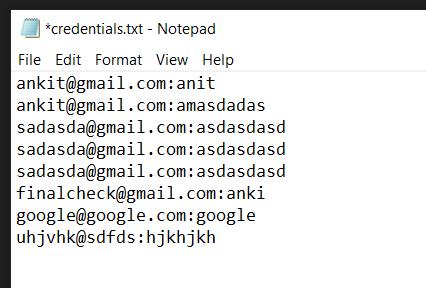 *credentials.txt - Notepad
File Edit Format View Help
ankit@gmail.com:anit
ankit@gmail.com:amasdadas
sadasda@gmail.com:asdasdasd
sadasda@gmail.com:asdasdasd
sadasda@gmail.com:asdasdasd
finalcheck@gmail.com:anki
google@google.com:google
uhjvhk@sdfds:hjkhjkh